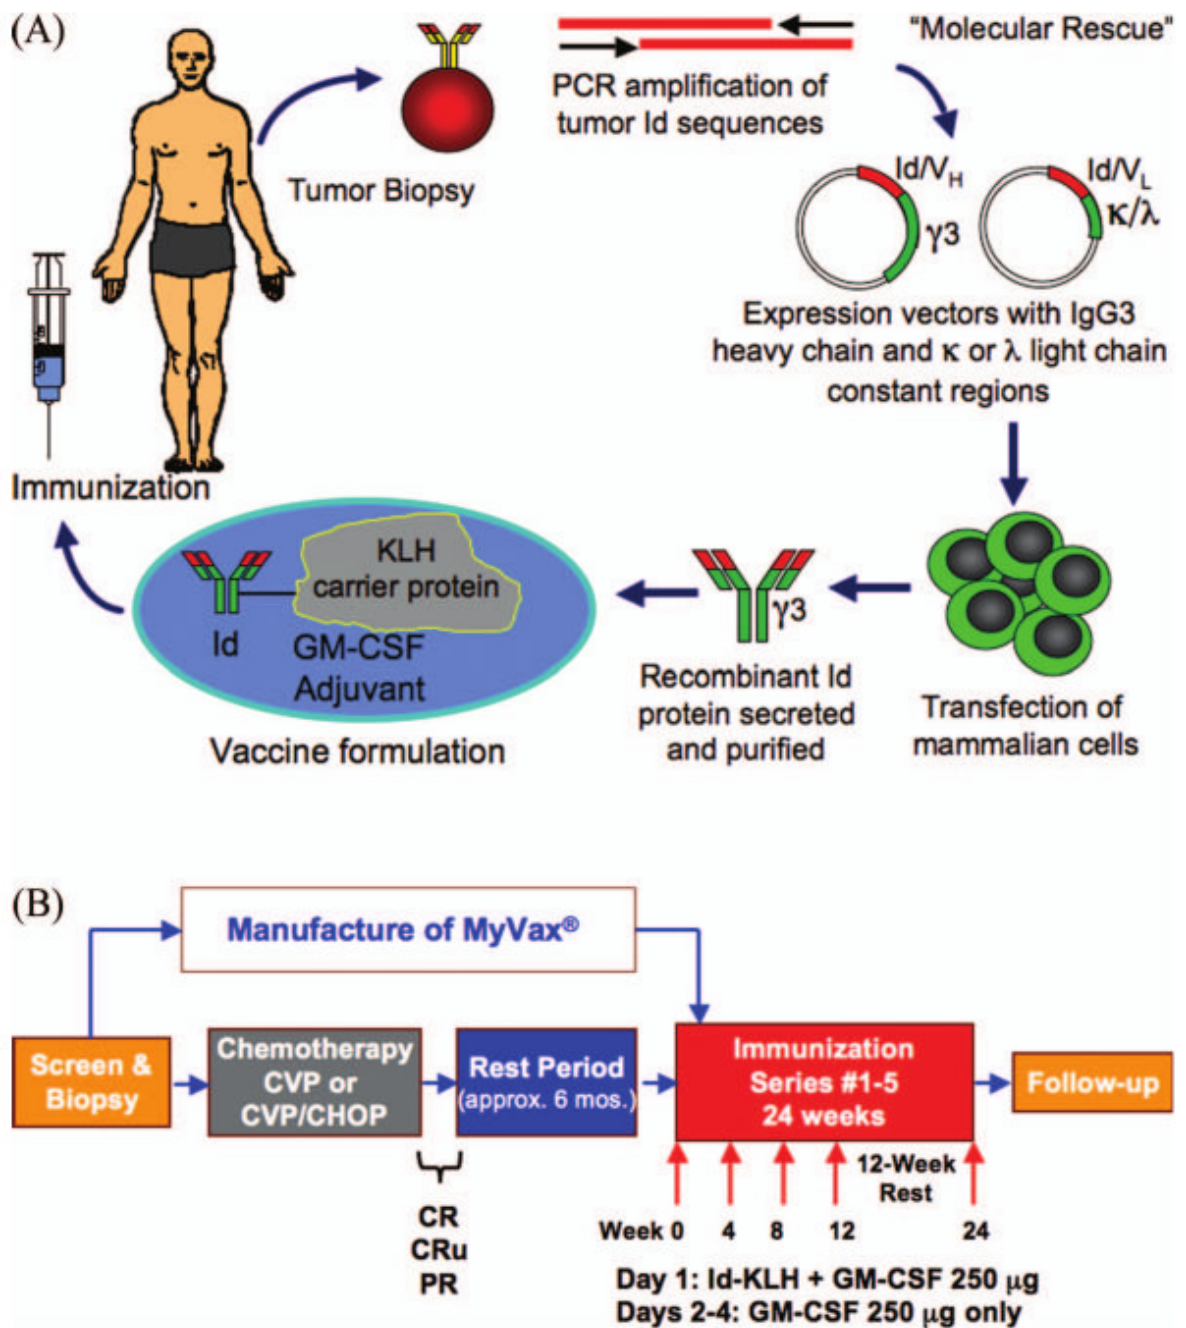 (A)
"Molecular Rescue"
PCR amplification of
tumor Id sequences
Tumor Biopsy
Id/VH
γ3
Id/VL
κ/λ
Expression vectors with IgG3
heavy chain and κ or λ light chain
constant regions
Immunization
KLH
carrier protein
Id
GM-CSF
Adjuvant
Vaccine formulation
γ3
Recombinant Id
protein secreted
and purified
Transfection of
mammalian cells
(B)
Manufacture of MyVax®
Screen &
Biopsy
Chemotherapy
CVP or
CVP/CHOP
Rest Period
(approx. 6 mos.)
Immunization
Series #1-5
24 weeks
Follow-up
CR
CRu
PR
12-Week
Rest
Week 0 4 8 12 24
Day 1: Id-KLH + GM-CSF 250 μg
Days 2-4: GM-CSF 250 μg only